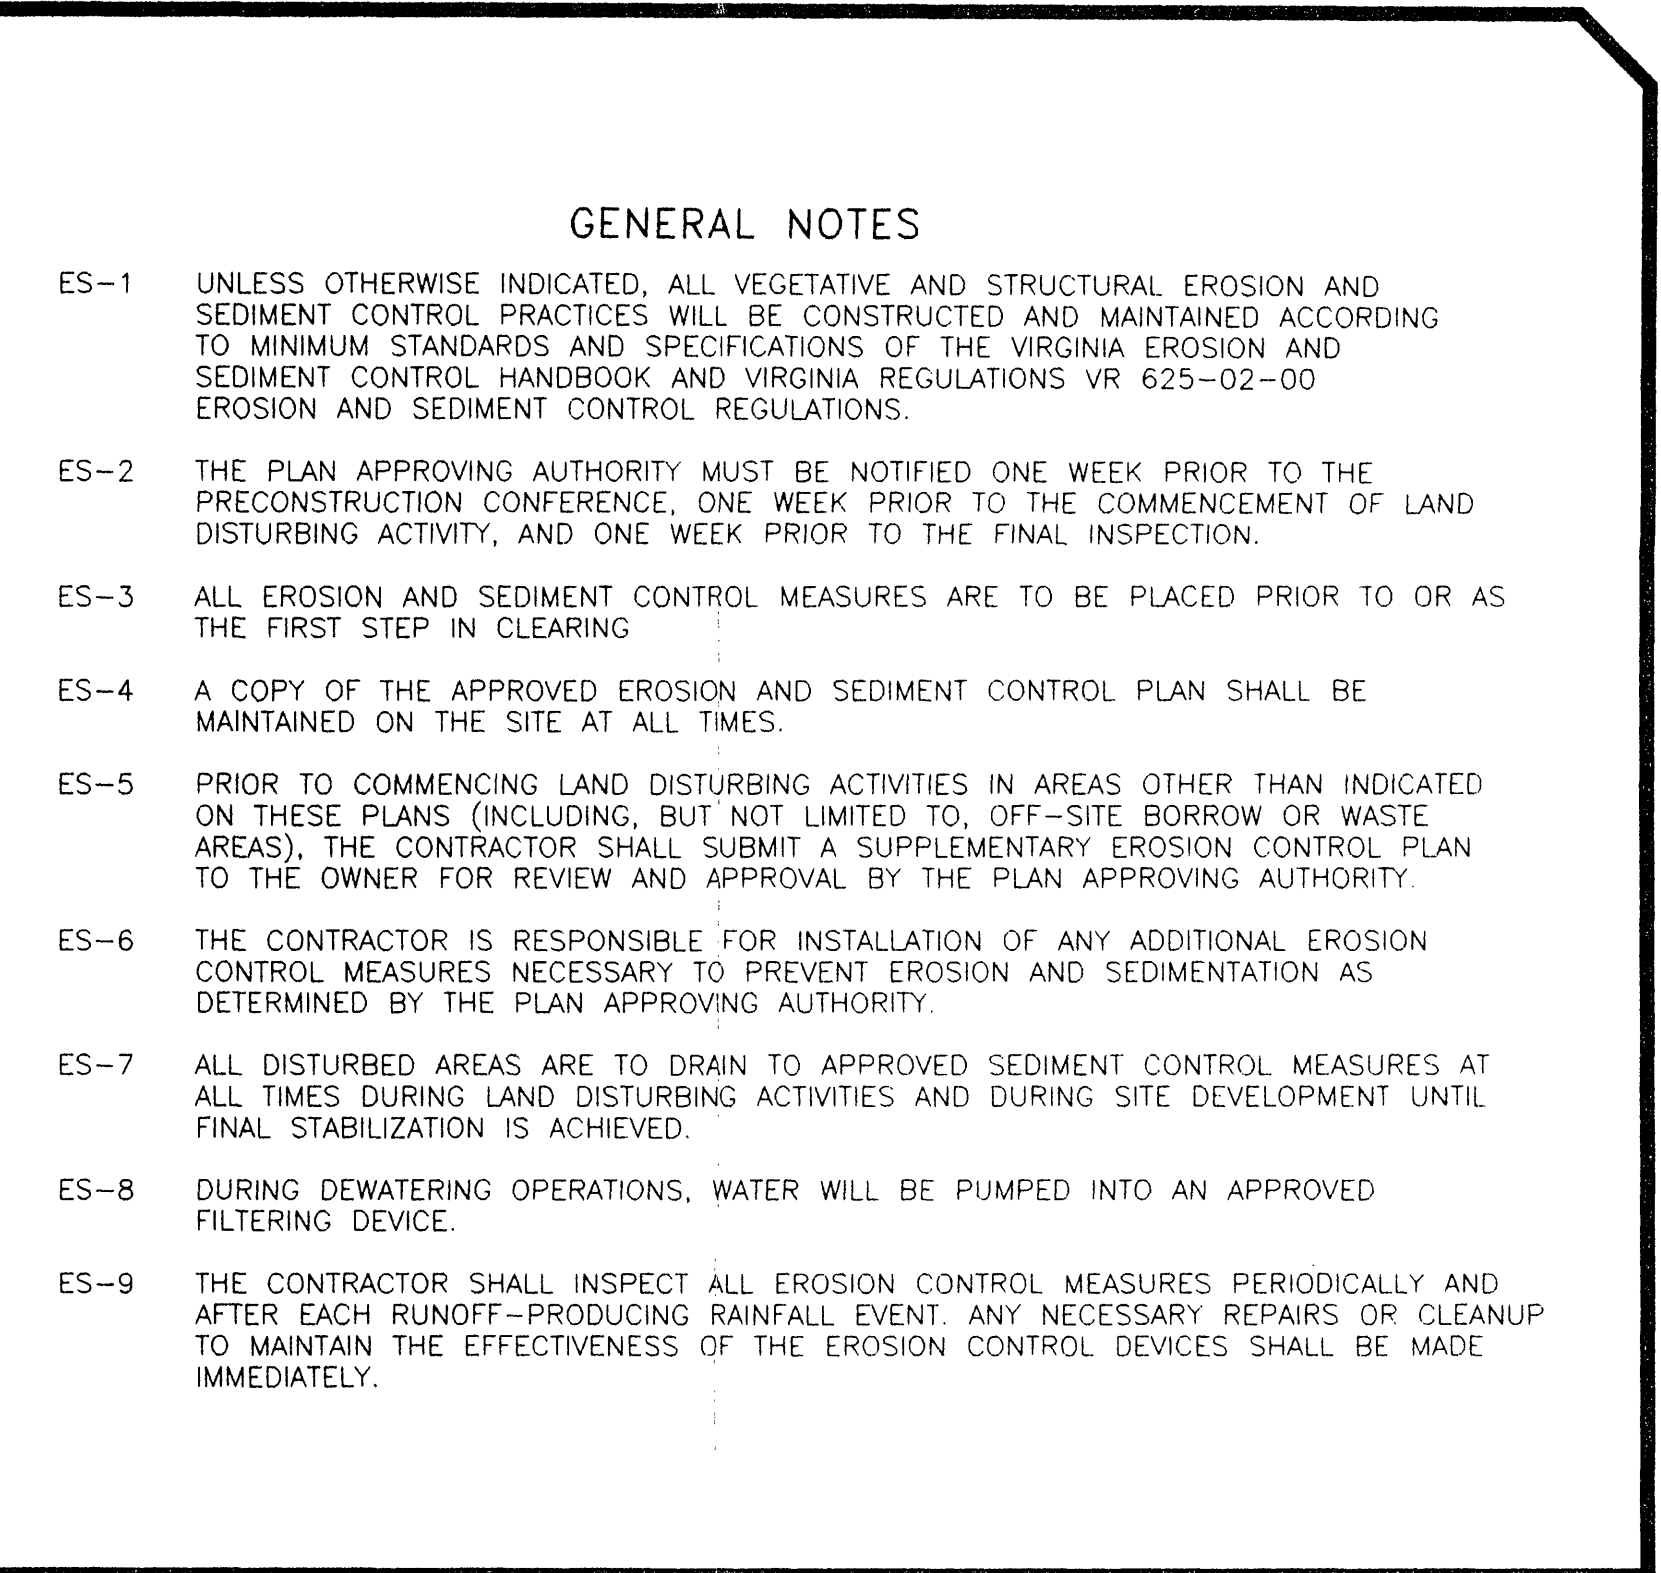 GENERAL NOTES
ES-1 UNLESS OTHERWISE INDICATED, ALL VEGETATIVE AND STRUCTURAL EROSION AND
SEDIMENT CONTROL PRACTICES WILL BE CONSTRUCTED AND MAINTAINED ACCORDING
TO MINIMUM STANDARDS AND SPECIFICATIONS OF THE VIRGINIA EROSION AND
SEDIMENT CONTROL HANDBOOK AND VIRGINIA REGULATIONS VR 625-02-00
EROSION AND SEDIMENT CONTROL REGULATIONS.
ES-2 THE PLAN APPROVING AUTHORITY MUST BE NOTIFIED ONE WEEK PRIOR TO THE
PRECONSTRUCTION CONFERENCE, ONE WEEK PRIOR TO THE COMMENCEMENT OF LAND
DISTURBING ACTIVITY, AND ONE WEEK PRIOR TO THE FINAL INSPECTION.
ES-3 ALL EROSION AND SEDIMENT CONTROL MEASURES ARE TO BE PLACED PRIOR TO OR AS
THE FIRST STEP IN CLEARING
ES-4 A COPY OF THE APPROVED EROSION AND SEDIMENT CONTROL PLAN SHALL BE
MAINTAINED ON THE SITE AT ALL TIMES.
ES-5 PRIOR TO COMMENCING LAND DISTURBING ACTIVITIES IN AREAS OTHER THAN INDICATED
ON THESE PLANS (INCLUDING, BUT NOT LIMITED TO, OFF-SITE BORROW OR WASTE
AREAS), THE CONTRACTOR SHALL SUBMIT A SUPPLEMENTARY EROSION CONTROL PLAN
TO THE OWNER FOR REVIEW AND APPROVAL BY THE PLAN APPROVING AUTHORITY.
ES-6 THE CONTRACTOR IS RESPONSIBLE FOR INSTALLATION OF ANY ADDITIONAL EROSION
CONTROL MEASURES NECESSARY TO PREVENT EROSION AND SEDIMENTATION AS
DETERMINED BY THE PLAN APPROVING AUTHORITY.
ES-7 ALL DISTURBED AREAS ARE TO DRAIN TO APPROVED SEDIMENT CONTROL MEASURES AT
ALL TIMES DURING LAND DISTURBING ACTIVITIES AND DURING SITE DEVELOPMENT UNTIL
FINAL STABILIZATION IS ACHIEVED.
ES-8 DURING DEWATERING OPERATIONS, WATER WILL BE PUMPED INTO AN APPROVED
FILTERING DEVICE.
ES-9 THE CONTRACTOR SHALL INSPECT ALL EROSION CONTROL MEASURES PERIODICALLY AND
AFTER EACH RUNOFF-PRODUCING RAINFALL EVENT. ANY NECESSARY REPAIRS OR CLEANUP
TO MAINTAIN THE EFFECTIVENESS OF THE EROSION CONTROL DEVICES SHALL BE MADE
IMMEDIATELY.